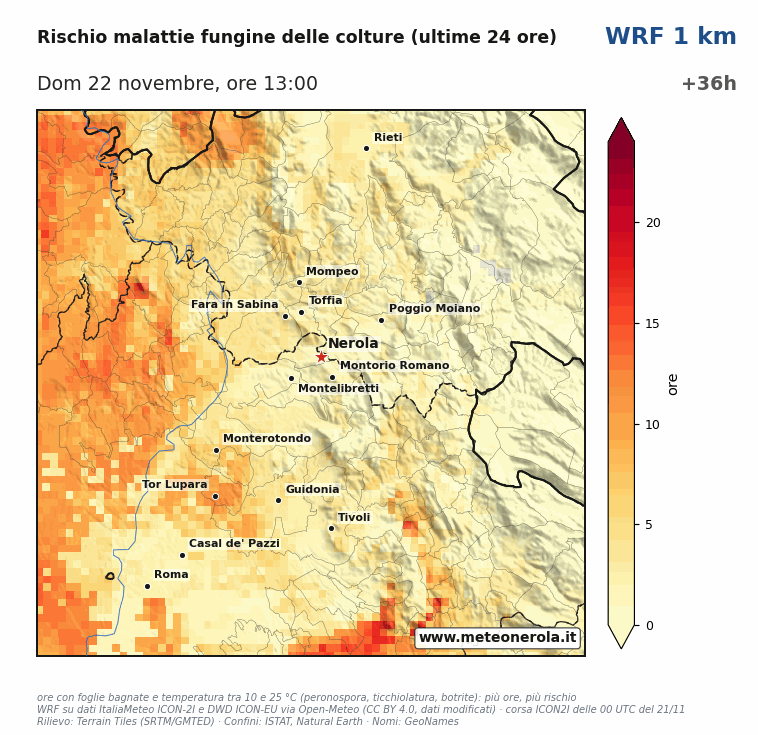 Rischio malattie fungine delle colture (ultime 24 ore)
WRF 1 km
Dom 22 novembre, ore 13:00
+36h
Rieti
Mompeo
Fara in Sabina
Toffia
Poggio Moiano
Nerola
Montorio Romano
Montelibretti
Monterotondo
Tor Lupara
Guidonia
Tivoli
Casal de' Pazzi
Roma
www.meteonerola.it
20
15
10
5
0
ore
ore con foglie bagnate e temperatura tra 10 e 25 °C (peronospora, ticchiolatura, botrite): più ore, più rischio
WRF su dati ItaliaMeteo ICON-2I e DWD ICON-EU via Open-Meteo (CC BY 4.0, dati modificati) · corsa ICON2I delle 00 UTC del 21/11
Rilievo: Terrain Tiles (SRTM/GMTED) · Confini: ISTAT, Natural Earth · Nomi: GeoNames